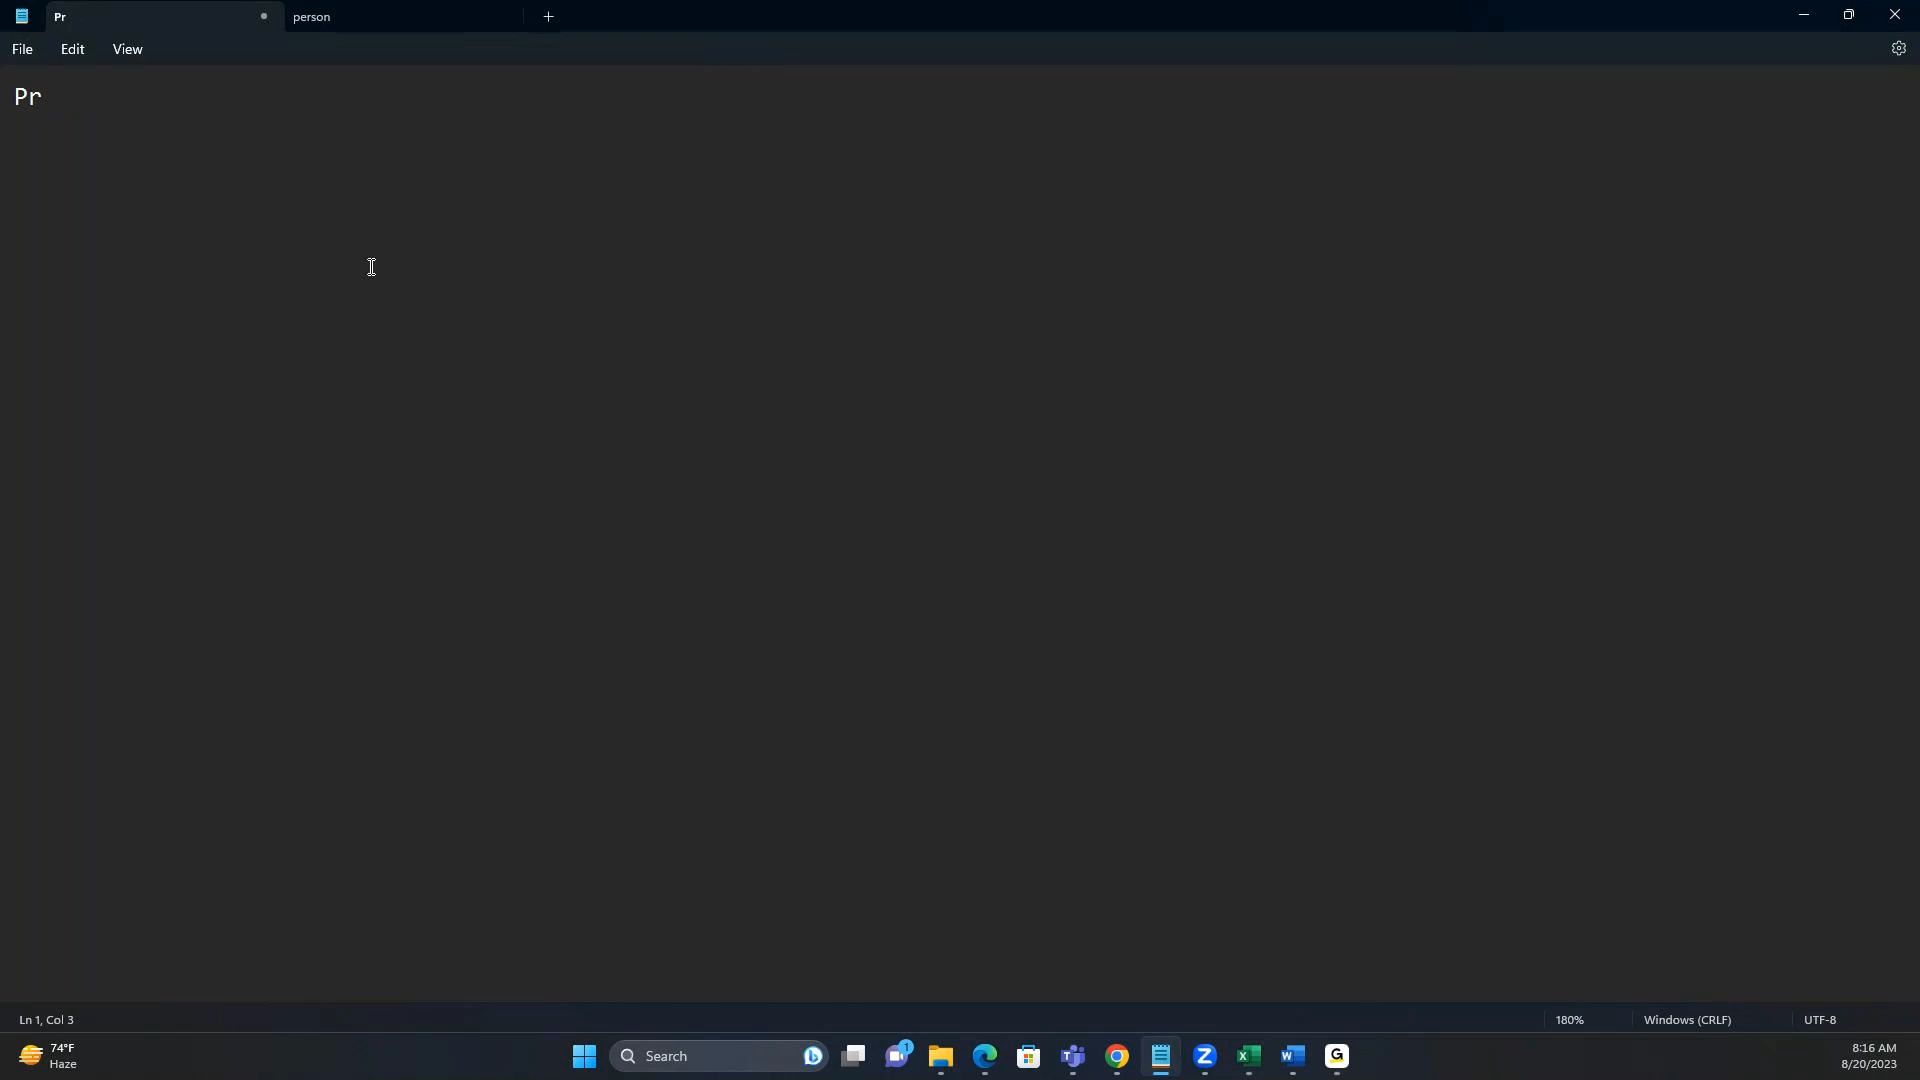 Pr
person
File Edit View
Pr
Ln 1, Col 3
180%
Windows (CRLF)
UTF-8
74°F
Haze
Search
1
8:16 AM
8/20/2023